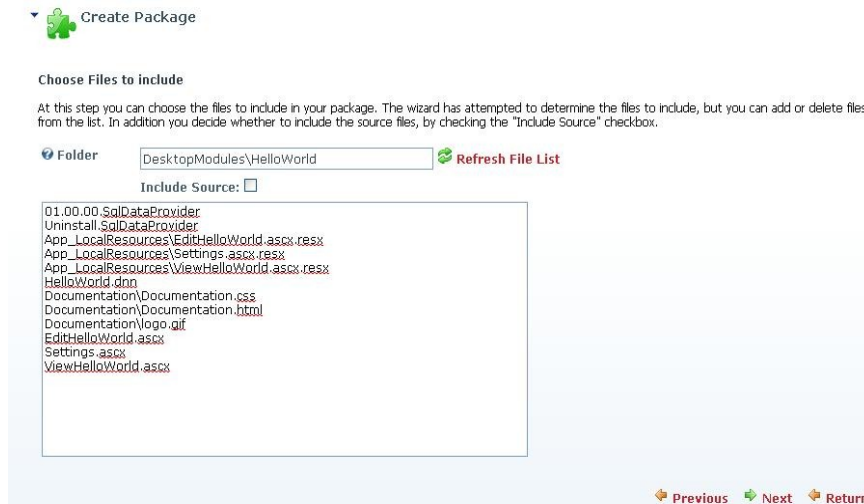 Create Package
Choose Files to include
At this step you can choose the files to include in your package. The wizard has attempted to determine the files to include, but you can add or delete files
from the list. In addition you decide whether to include the source files, by checking the "Include Source" checkbox.
Folder DesktopModules\HelloWorld Refresh File List
Include Source:
01.00.00.SqlDataProvider
Uninstall.SqlDataProvider
App_LocalResources\EditHelloWorld.ascx.resx
App_LocalResources\Settings.ascx.resx
App_LocalResources\ViewHelloWorld.ascx.resx
HelloWorld.dnn
Documentation\Documentation.css
Documentation\Documentation.html
Documentation\logo.gif
EditHelloWorld.ascx
Settings.ascx
ViewHelloWorld.ascx
Previous Next Return